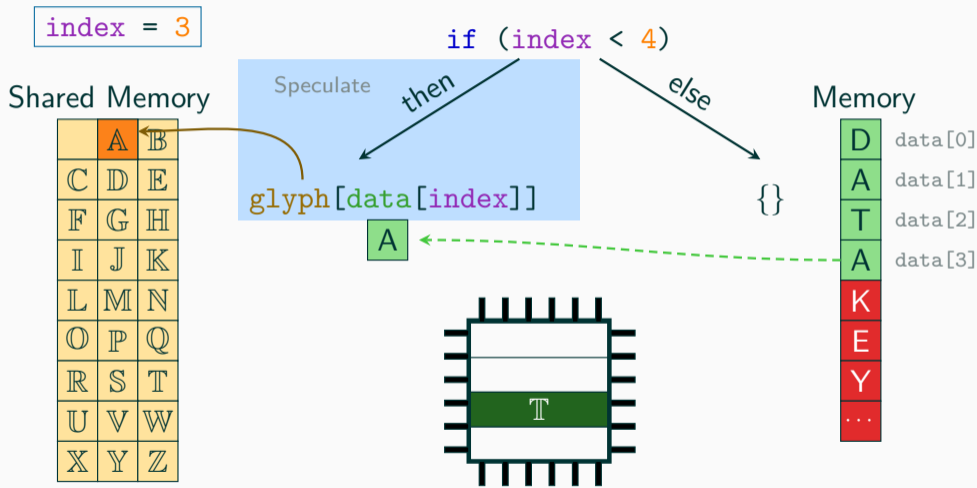 index = 3
if (index < 4)
Speculate
then
else
Shared Memory
𝔸 𝔹
ℂ 𝔻 𝔼
𝔽 𝔾 ℍ
𝕀 𝕁 𝕂
𝕃 𝕄 ℕ
𝕆 ℙ ℚ
ℝ 𝕊 𝕋
𝕌 𝕍 𝕎
𝕏 𝕐 ℤ
glyph[data[index]]
A
{}
𝕋
Memory
D data[0]
A data[1]
T data[2]
A data[3]
K
E
Y
...